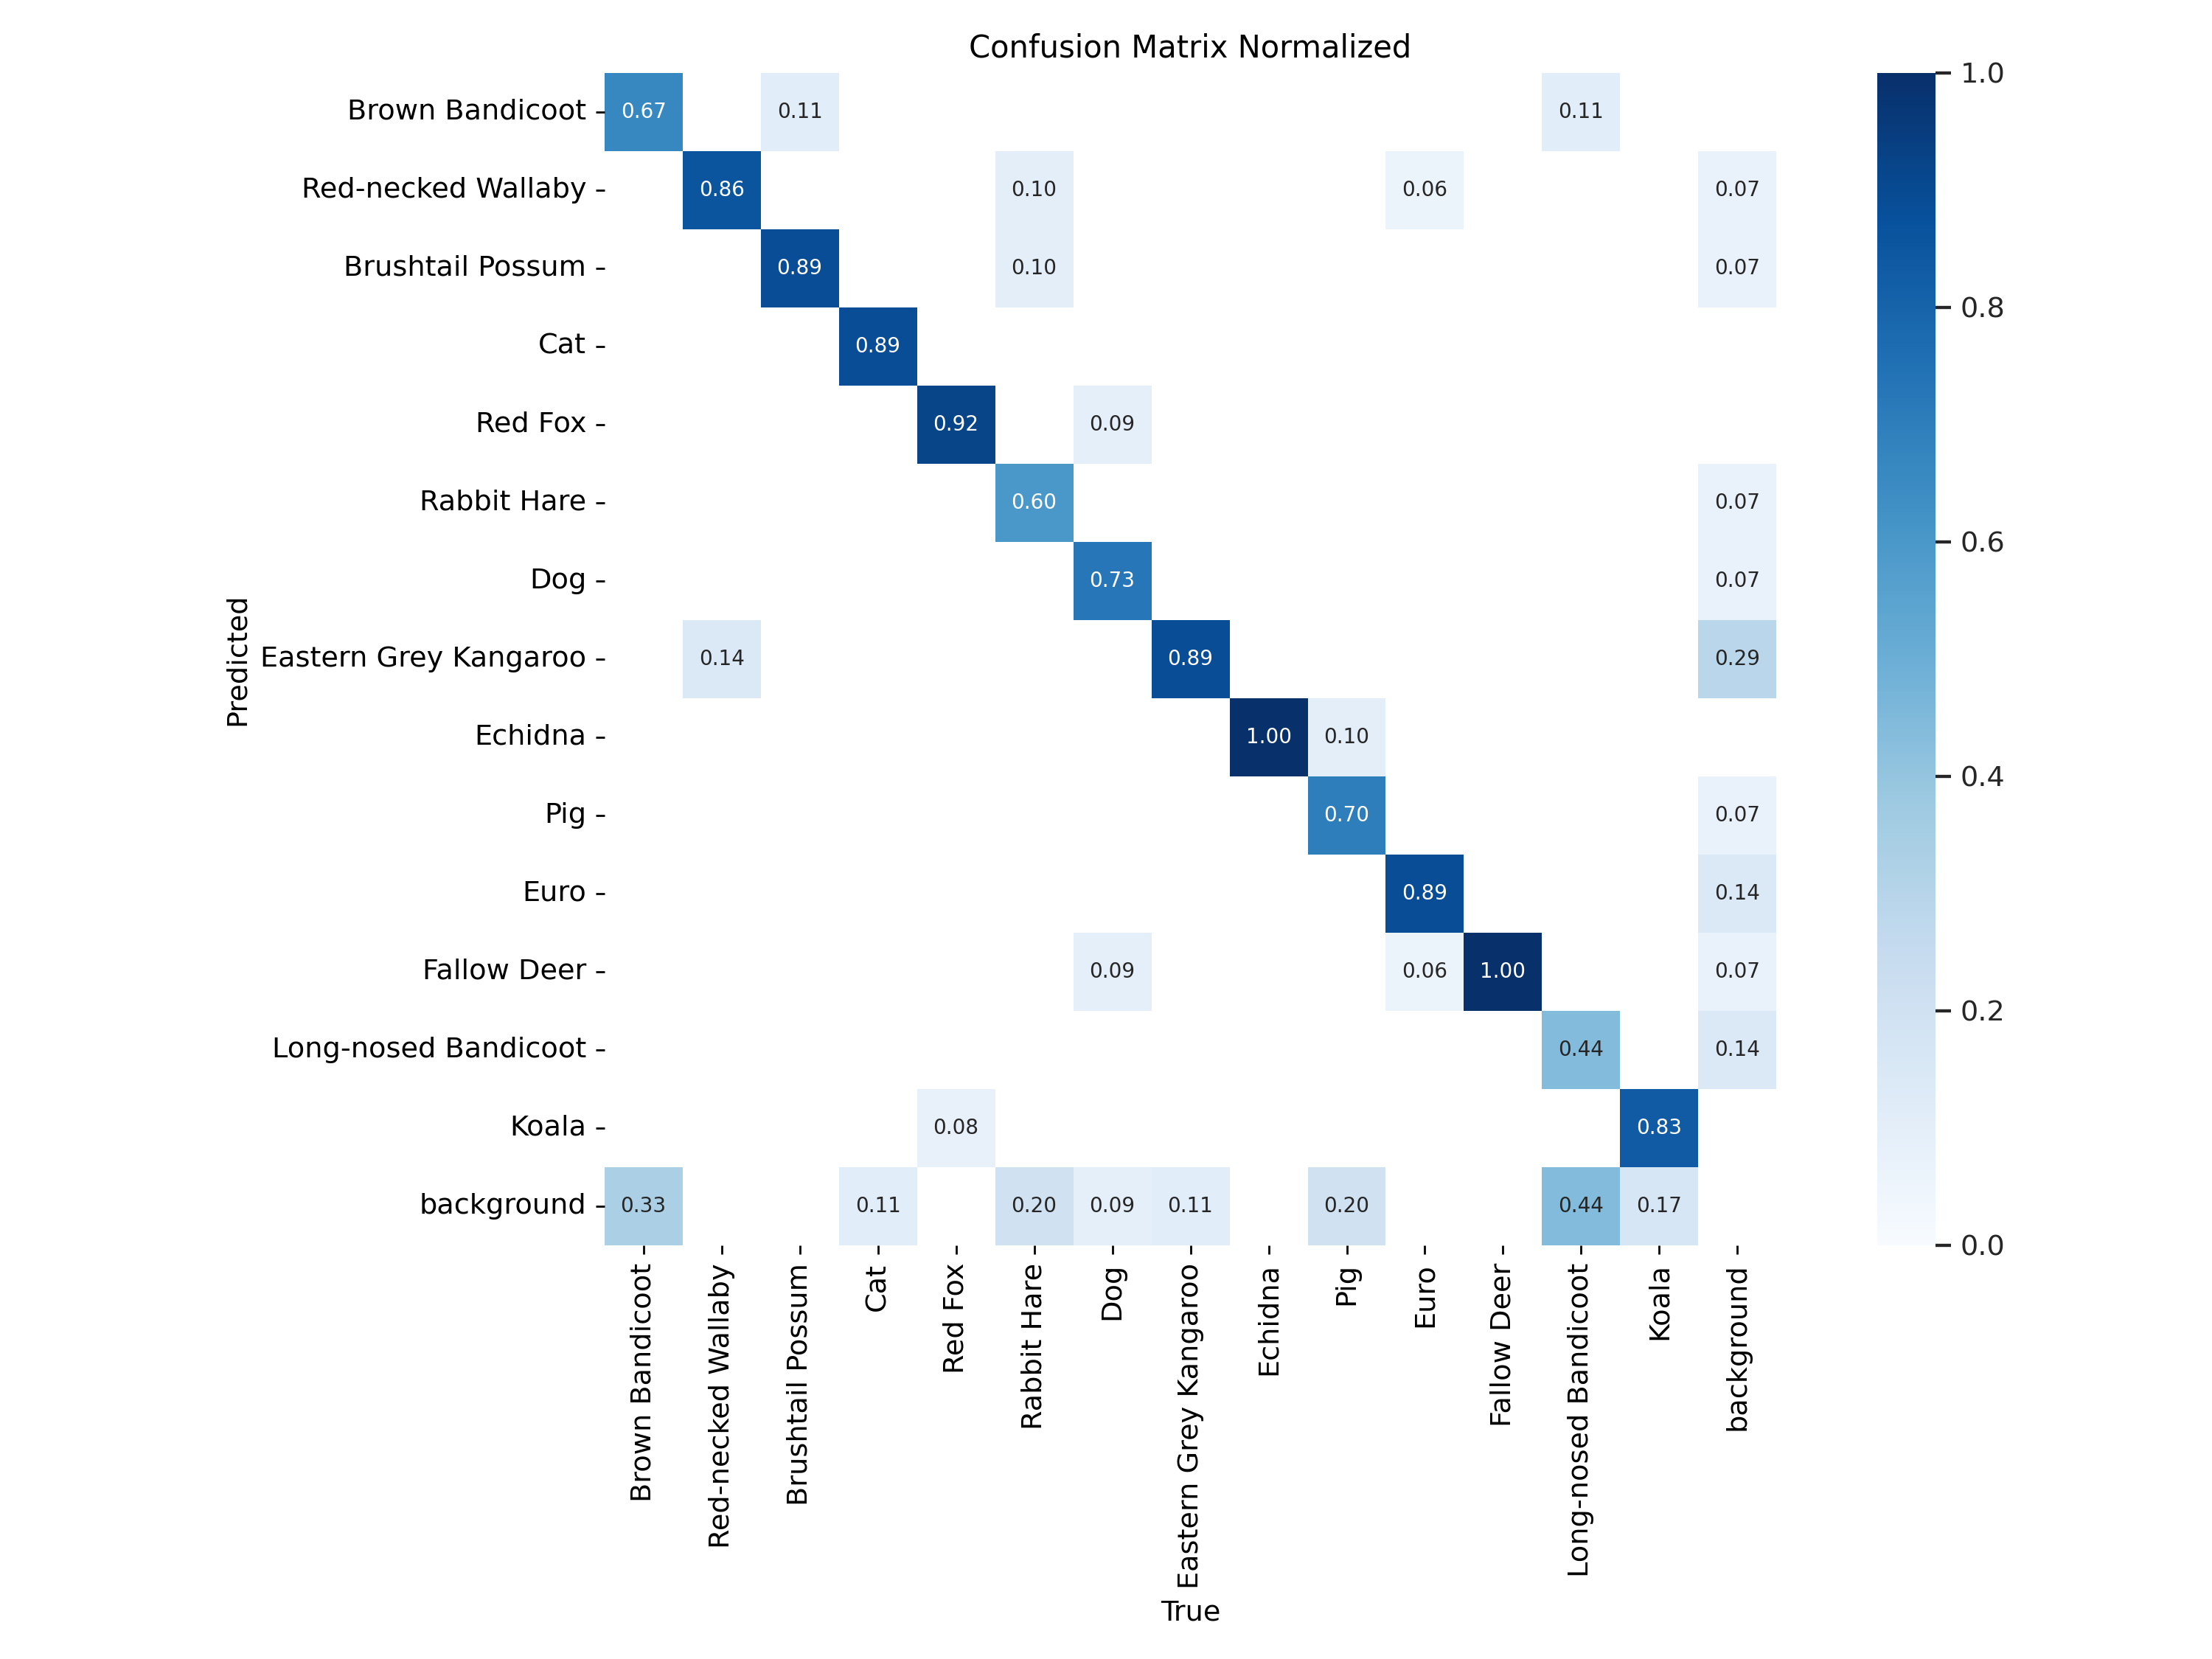 Confusion Matrix Normalized
Brown Bandicoot 0.67 0.11 0.11
Red-necked Wallaby 0.86 0.10 0.06 0.07
Brushtail Possum 0.89 0.10 0.07
Cat 0.89
Red Fox 0.92 0.09
Rabbit Hare 0.60 0.07
Dog 0.73 0.07
Eastern Grey Kangaroo 0.14 0.89 0.29
Echidna 1.00 0.10
Pig 0.70 0.07
Euro 0.89 0.14
Fallow Deer 0.09 0.06 1.00 0.07
Long-nosed Bandicoot 0.44 0.14
Koala 0.08 0.83
background 0.33 0.11 0.20 0.09 0.11 0.20 0.44 0.17
Predicted
Brown Bandicoot
Red-necked Wallaby
Brushtail Possum
Cat
Red Fox
Rabbit Hare
Dog
Eastern Grey Kangaroo
Echidna
Pig
Euro
Fallow Deer
Long-nosed Bandicoot
Koala
background
True
1.0
0.8
0.6
0.4
0.2
0.0